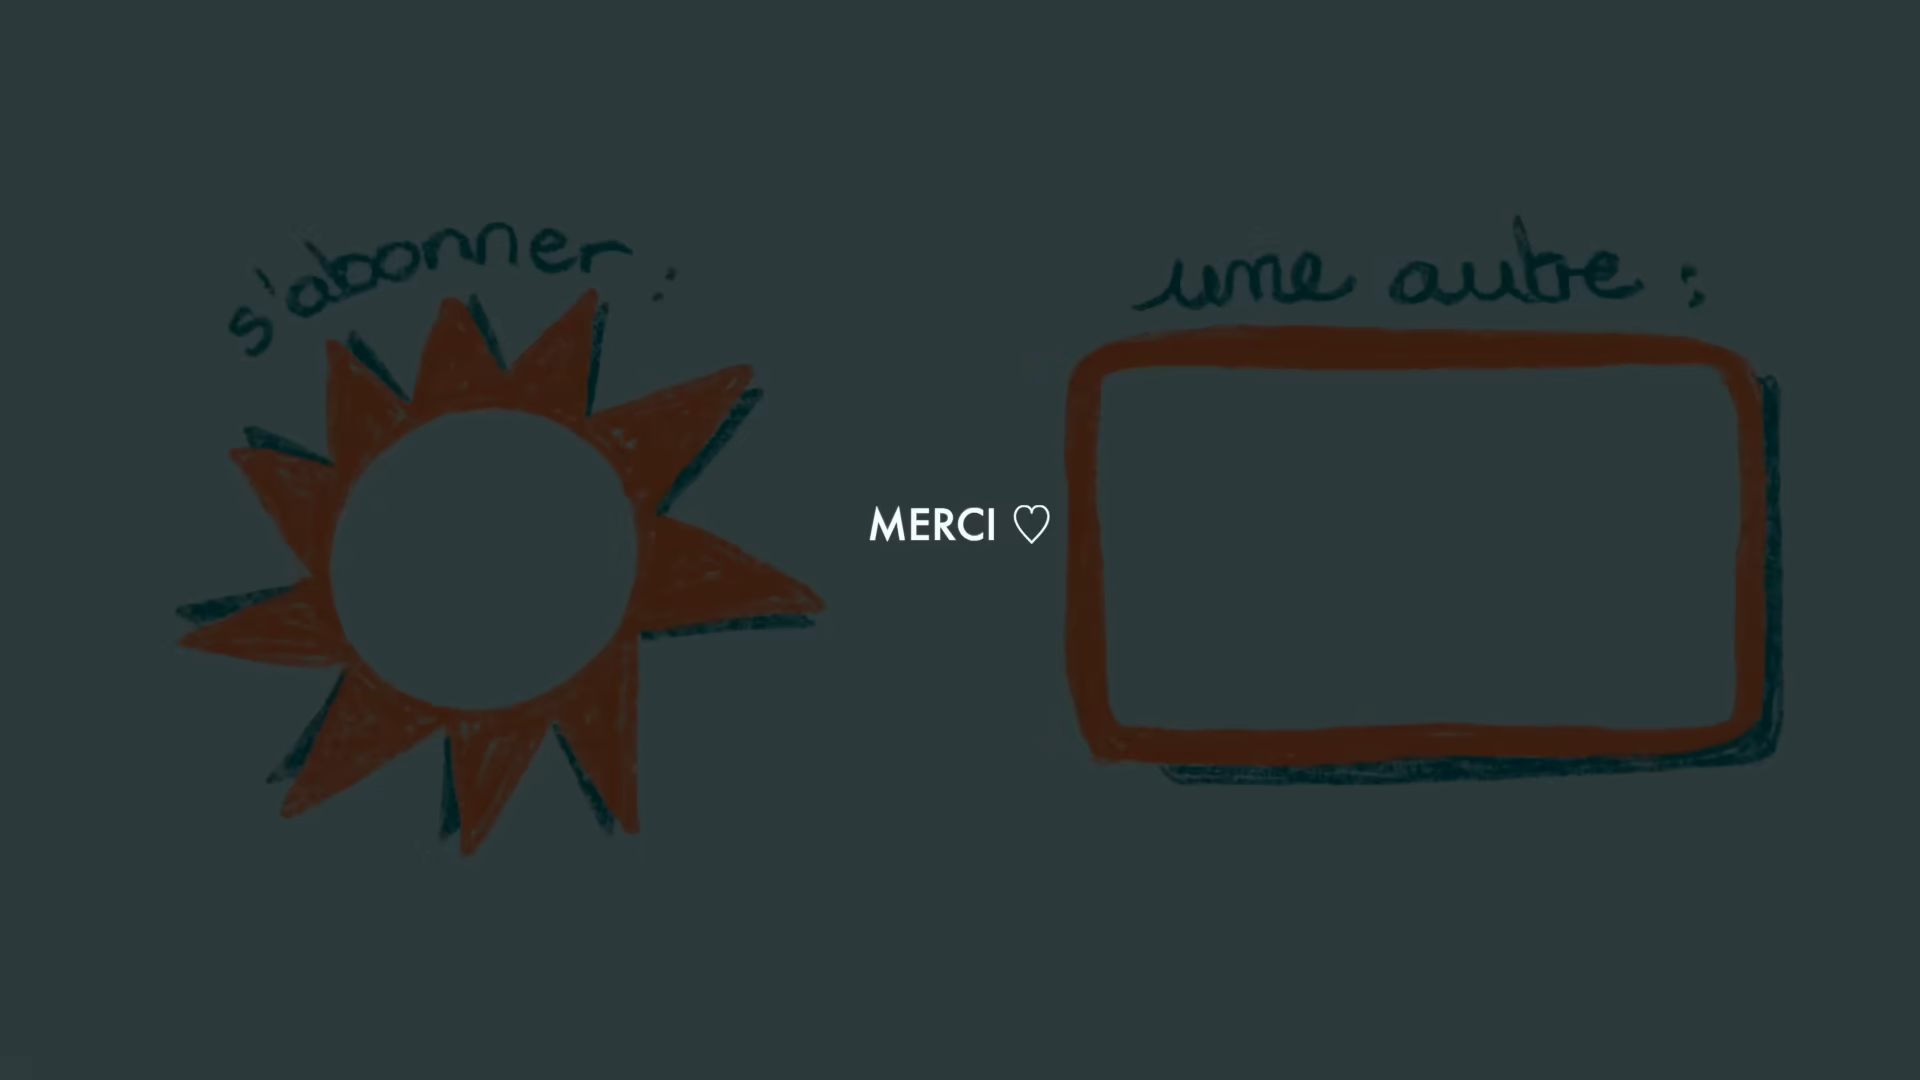 s'abonner :
une autre :
MERCI ♡